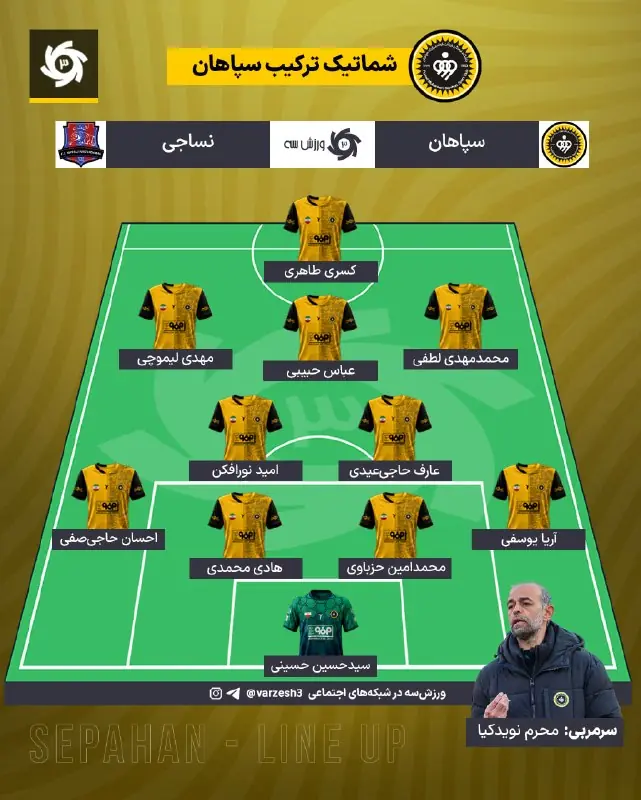 شماتیک ترکیب سپاهان
سپاهان
ورزش سه
نساجی
کسری طاهری
محمدمهدی لطفی
عباس حبیبی
مهدی لیموچی
عارف حاجی‌عیدی
امید نورافکن
آریا یوسفی
محمدامین حزباوی
هادی محمدی
احسان حاجی‌صفی
سیدحسین حسینی
ورزش‌سه در شبکه‌های اجتماعی @varzesh3
سرمربی: محرم نویدکیا
SEPAHAN - LINE UP